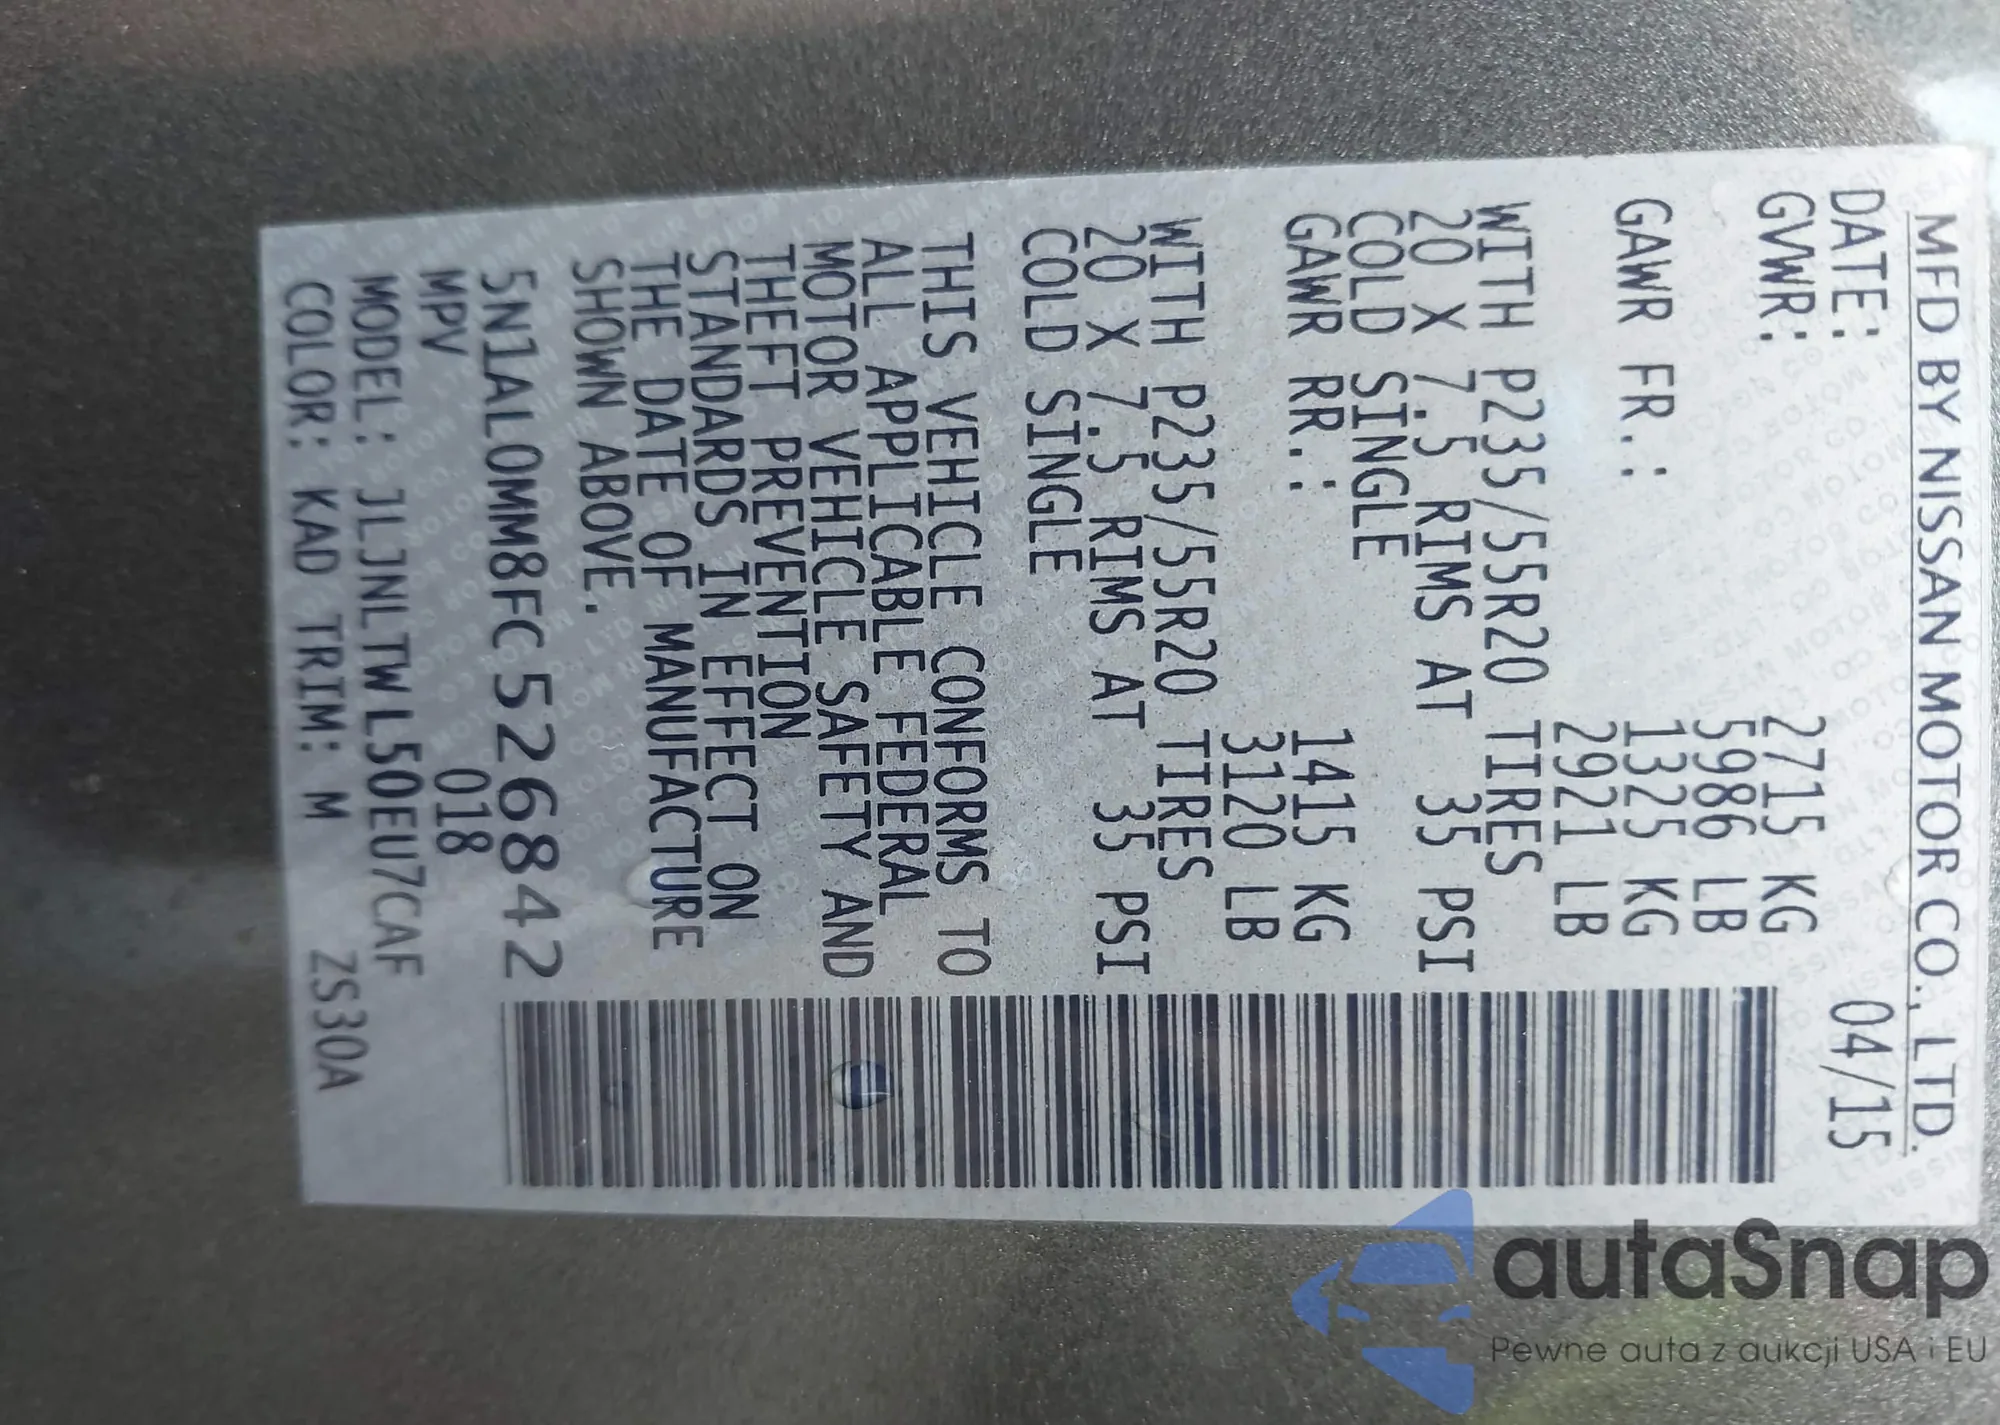 MFD BY NISSAN MOTOR CO., LTD.
DATE: 04/15
GVWR: 2715 KG
5986 LB
GAWR FR.: 1325 KG
2921 LB
WITH P235/55R20 TIRES
20 X 7.5 RIMS AT 35 PSI
COLD SINGLE
GAWR RR.: 1415 KG
3120 LB
WITH P235/55R20 TIRES
20 X 7.5 RIMS AT 35 PSI
COLD SINGLE
THIS VEHICLE CONFORMS TO
ALL APPLICABLE FEDERAL
MOTOR VEHICLE SAFETY AND
THEFT PREVENTION
STANDARDS IN EFFECT ON
THE DATE OF MANUFACTURE
SHOWN ABOVE.
5N1AL0MM8FC526842
MPV 018
MODEL: JLJNLTWL50EU7CAF
COLOR: KAD TRIM: M ZS30A
autaSnap
Pewne auta z aukcji USA i EU